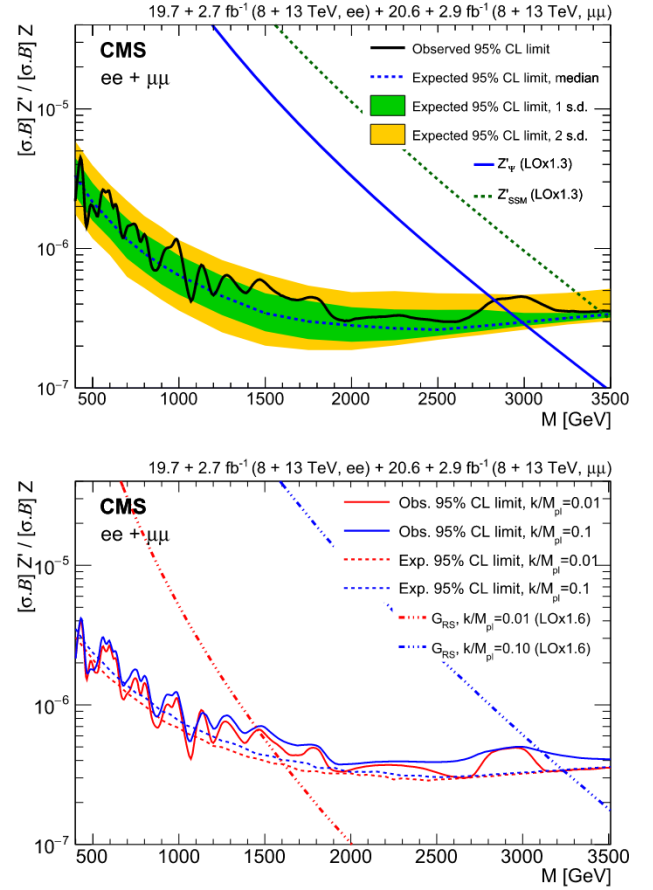 19.7 + 2.7 fb⁻¹ (8 + 13 TeV, ee) + 20.6 + 2.9 fb⁻¹ (8 + 13 TeV, μμ)
[σ.B] Z' / [σ.B] Z
CMS
ee + μμ
Observed 95% CL limit
Expected 95% CL limit, median
Expected 95% CL limit, 1 s.d.
Expected 95% CL limit, 2 s.d.
Z'Ψ (LOx1.3)
Z'SSM (LOx1.3)
10⁻⁵
10⁻⁶
10⁻⁷
500 1000 1500 2000 2500 3000 3500
M [GeV]
19.7 + 2.7 fb⁻¹ (8 + 13 TeV, ee) + 20.6 + 2.9 fb⁻¹ (8 + 13 TeV, μμ)
[σ.B] Z' / [σ.B] Z
CMS
ee + μμ
Obs. 95% CL limit, k/Mpl=0.01
Obs. 95% CL limit, k/Mpl=0.1
Exp. 95% CL limit, k/Mpl=0.01
Exp. 95% CL limit, k/Mpl=0.1
GRS, k/Mpl=0.01 (LOx1.6)
GRS, k/Mpl=0.10 (LOx1.6)
10⁻⁵
10⁻⁶
10⁻⁷
500 1000 1500 2000 2500 3000 3500
M [GeV]